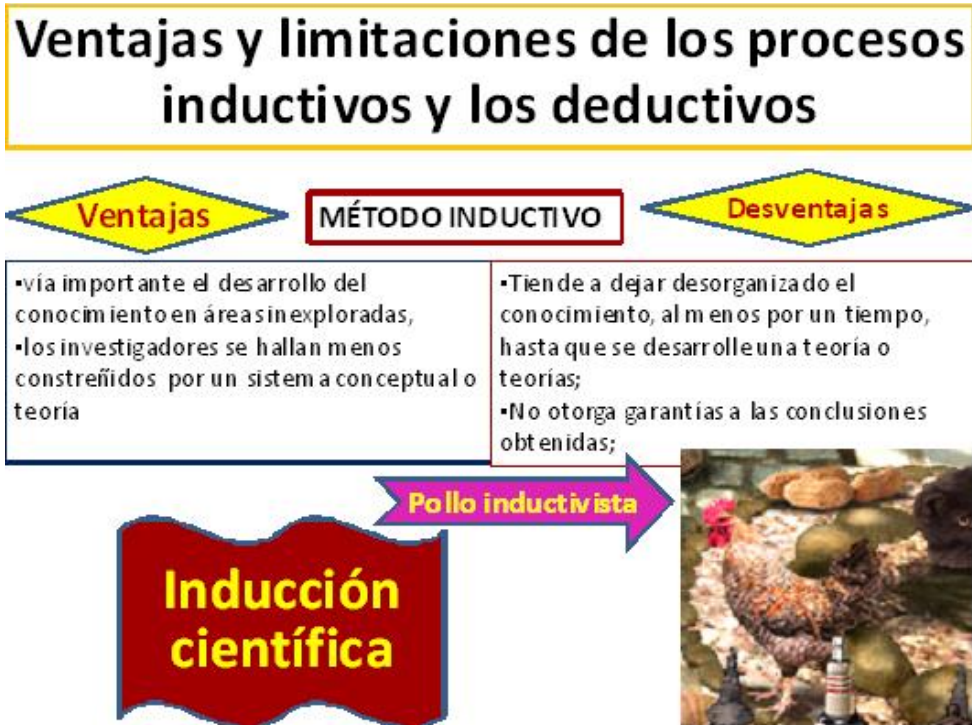 Ventajas y limitaciones de los procesos
inductivos y los deductivos
Ventajas
MÉTODO INDUCTIVO
Desventajas
▪vía importante el desarrollo del
conocimiento en áreas inexploradas,
▪los investigadores se hallan menos
constreñidos por un sistema conceptual o
teoría
▪Tiende a dejar desorganizado el
conocimiento, al menos por un tiempo,
hasta que se desarrolle una teoría o
teorías;
▪No otorga garantías a las conclusiones
obtenidas;
Pollo inductivista
Inducción
científica